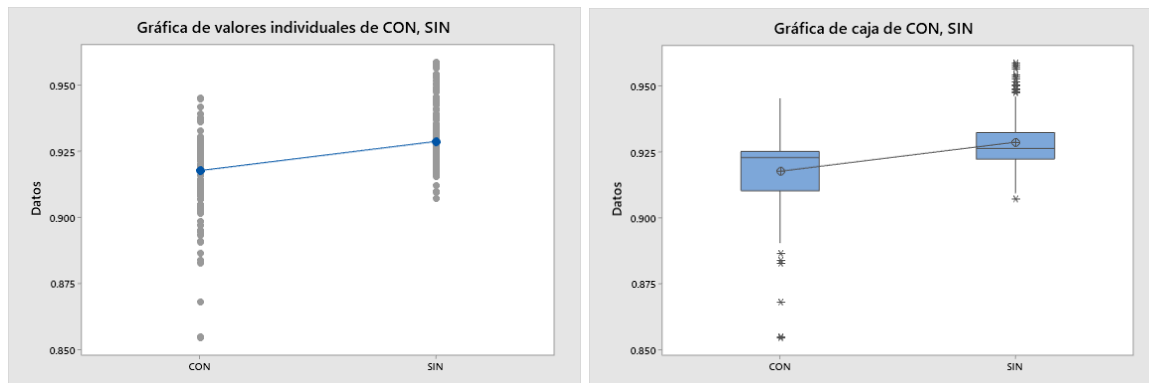 Gráfica de valores individuales de CON, SIN
0.950
0.925
0.900
0.875
0.850
Datos
CON
SIN
Gráfica de caja de CON, SIN
0.950
0.925
0.900
0.875
0.850
Datos
CON
SIN